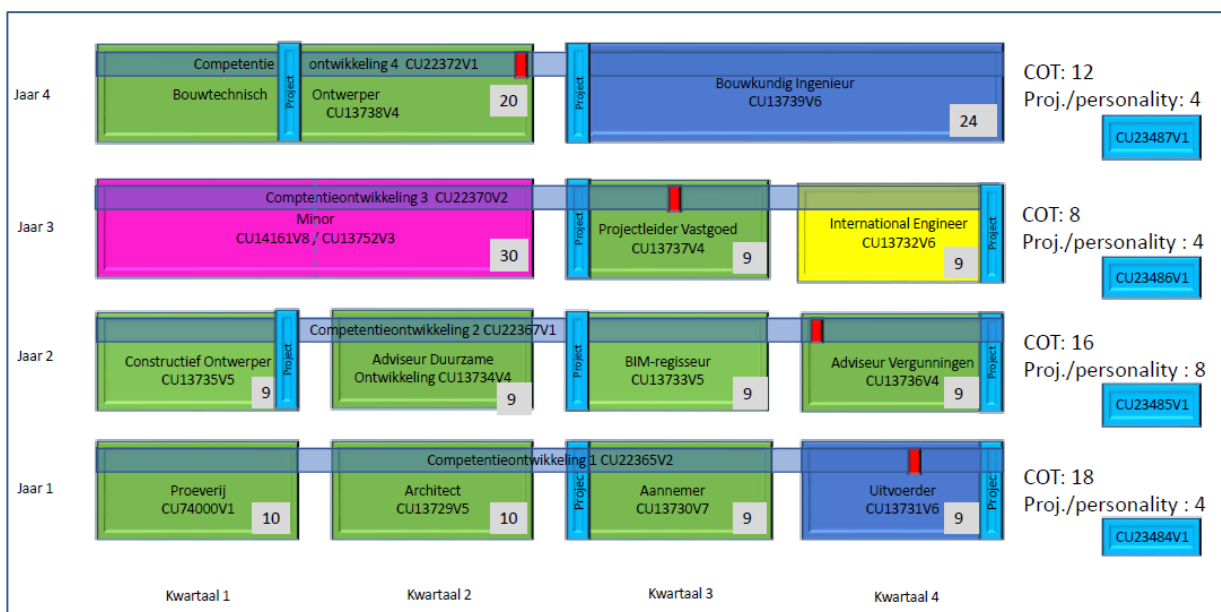 Jaar 4
Competentie ontwikkeling 4 CU22372V1
Bouwtechnisch Ontwerper
CU13738V4
20
Project
Project
Bouwkundig Ingenieur
CU13739V6
24
COT: 12
Proj./personality: 4
CU23487V1
Jaar 3
Comptentieontwikkeling 3 CU22370V2
Minor
CU14161V8 / CU13752V3
30
Project
Projectleider Vastgoed
CU13737V4
9
International Engineer
CU13732V6
9
Project
COT: 8
Proj./personality : 4
CU23486V1
Jaar 2
Competentieontwikkeling 2 CU22367V1
Constructief Ontwerper
CU13735V5
9
Project
Adviseur Duurzame
Ontwikkeling CU13734V4
9
Project
BIM-regisseur
CU13733V5
9
Adviseur Vergunningen
CU13736V4
9
Project
COT: 16
Proj./personality : 8
CU23485V1
Jaar 1
Competentieontwikkeling 1 CU22365V2
Proeverij
CU74000V1
10
Architect
CU13729V5
10
Project
Aannemer
CU13730V7
9
Uitvoerder
CU13731V6
9
Project
COT: 18
Proj./personality : 4
CU23484V1
Kwartaal 1
Kwartaal 2
Kwartaal 3
Kwartaal 4